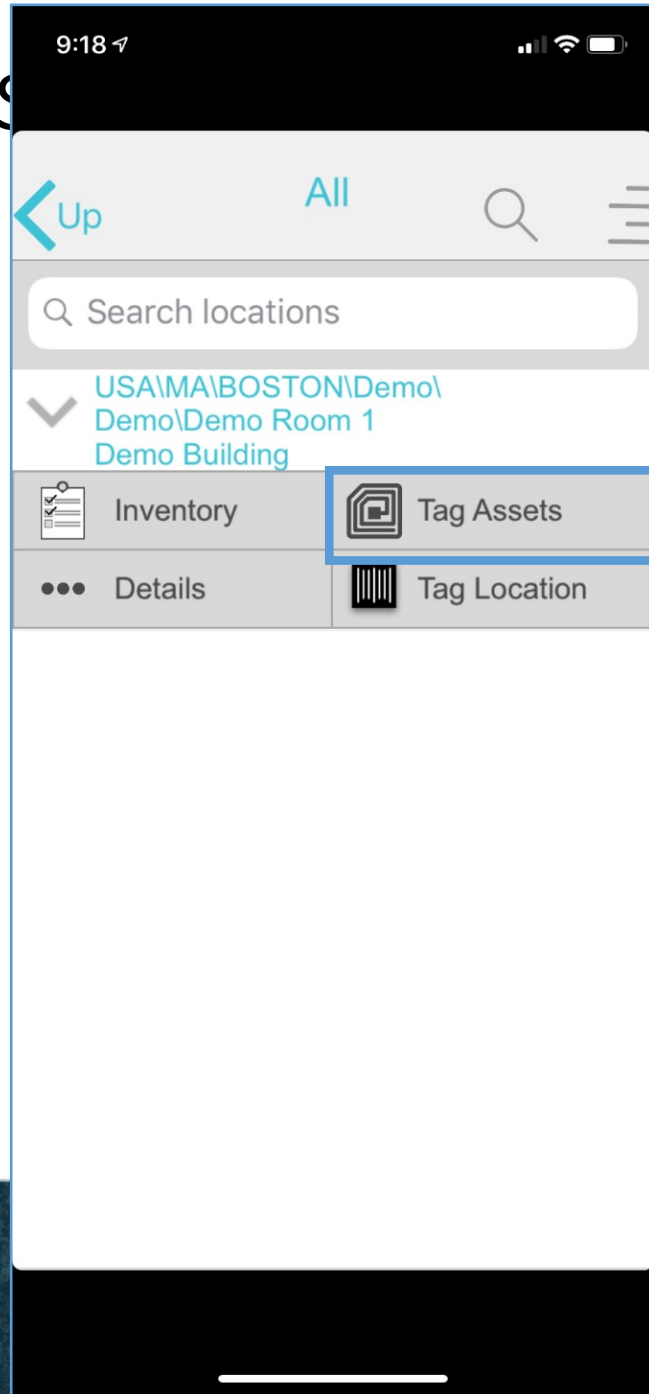 9:18
All
Up
Search locations
USA\MA\BOSTON\Demo\
Demo\Demo Room 1
Demo Building
Inventory
Tag Assets
Details
Tag Location